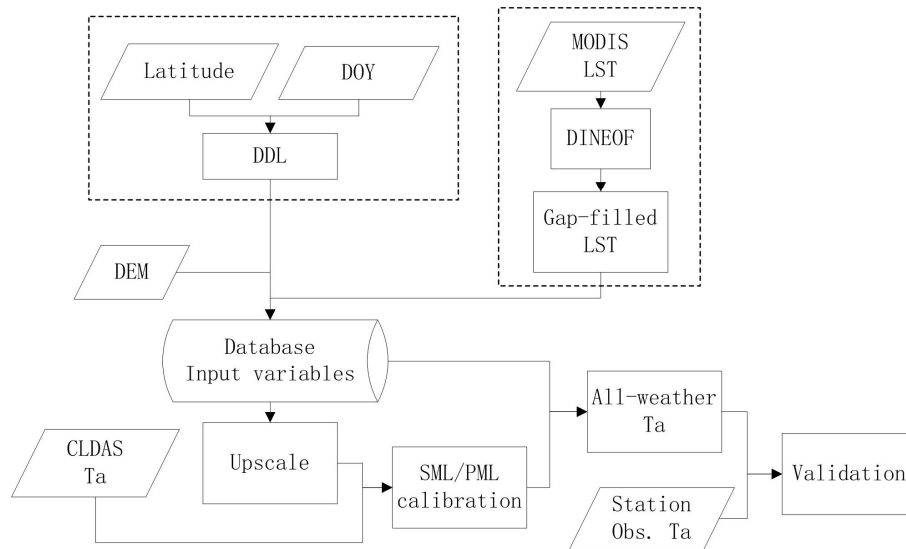 Latitude
DOY
DDL
MODIS
LST
DINEOF
Gap-filled
LST
DEM
Database
Input variables
CLDAS
Ta
Upscale
SML/PML
calibration
All-weather
Ta
Station
Obs. Ta
Validation